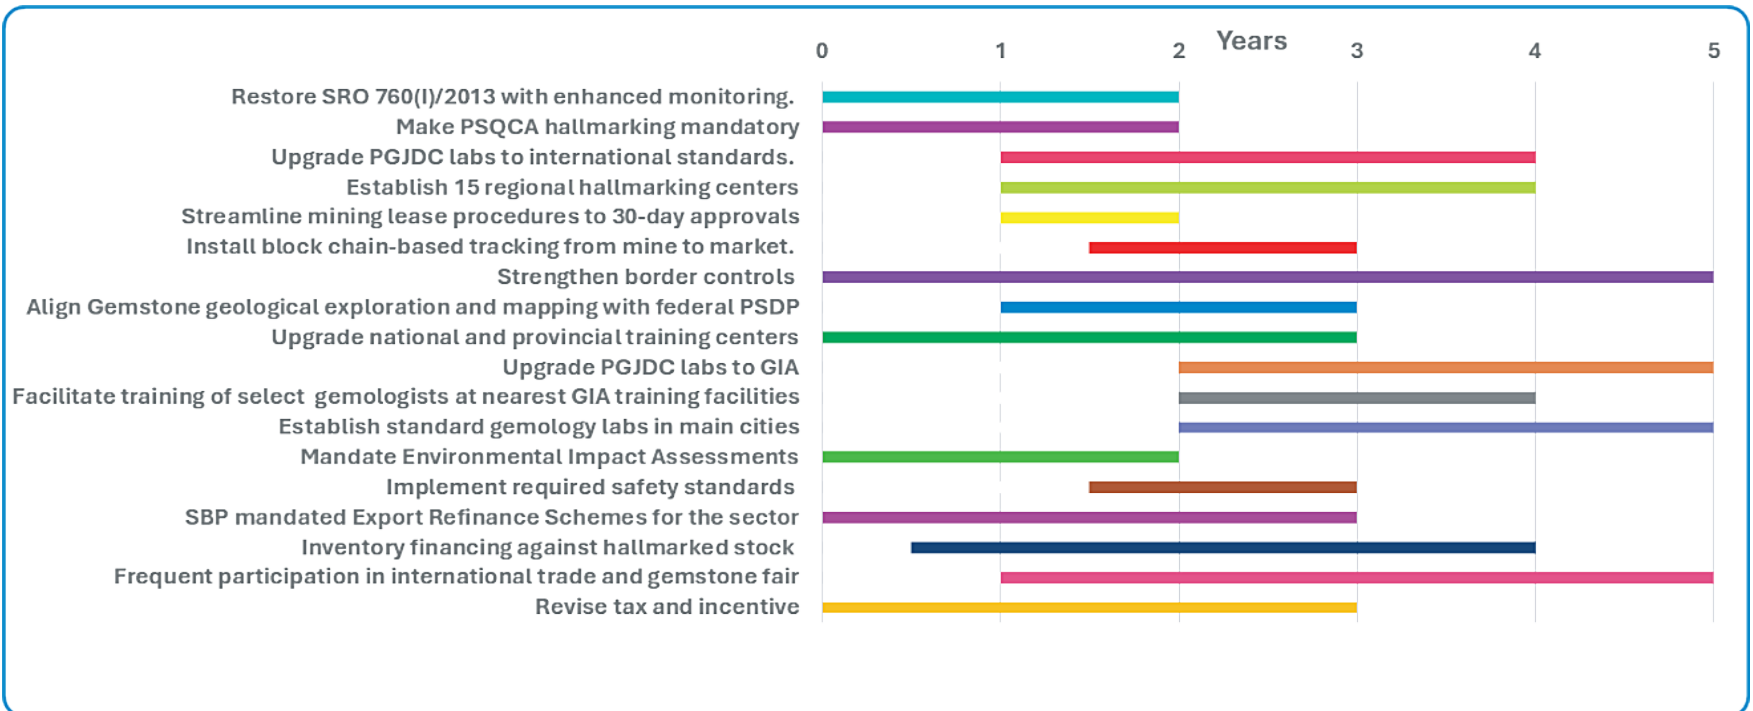 Years
0 1 2 3 4 5
Restore SRO 760(I)/2013 with enhanced monitoring.
Make PSQCA hallmarking mandatory
Upgrade PGJDC labs to international standards.
Establish 15 regional hallmarking centers
Streamline mining lease procedures to 30-day approvals
Install block chain-based tracking from mine to market.
Strengthen border controls
Align Gemstone geological exploration and mapping with federal PSDP
Upgrade national and provincial training centers
Upgrade PGJDC labs to GIA
Facilitate training of select gemologists at nearest GIA training facilities
Establish standard gemology labs in main cities
Mandate Environmental Impact Assessments
Implement required safety standards
SBP mandated Export Refinance Schemes for the sector
Inventory financing against hallmarked stock
Frequent participation in international trade and gemstone fair
Revise tax and incentive